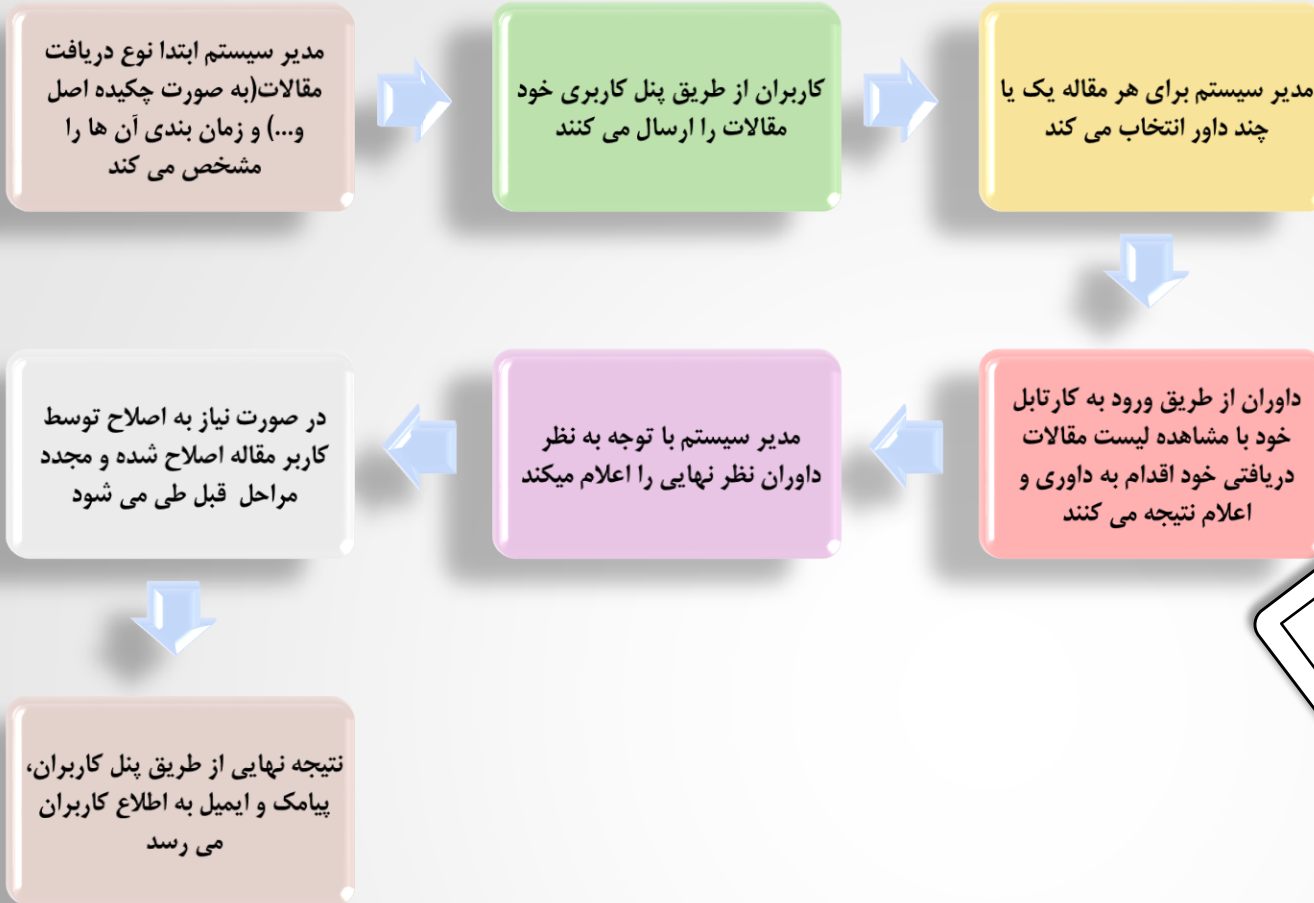 مدیر سیستم ابتدا نوع دریافت
مقالات(به صورت چکیده اصل
و...) و زمان بندی آن ها را
مشخص می کند
کاربران از طریق پنل کاربری خود
مقالات را ارسال می کنند
مدیر سیستم برای هر مقاله یک یا
چند داور انتخاب می کند
داوران از طریق ورود به کارتابل
خود با مشاهده لیست مقالات
دریافتی خود اقدام به داوری و
اعلام نتیجه می کنند
مدیر سیستم با توجه به نظر
داوران نظر نهایی را اعلام میکند
در صورت نیاز به اصلاح توسط
کاربر مقاله اصلاح شده و مجدد
مراحل قبل طی می شود
نتیجه نهایی از طریق پنل کاربران،
پیامک و ایمیل به اطلاع کاربران
می رسد